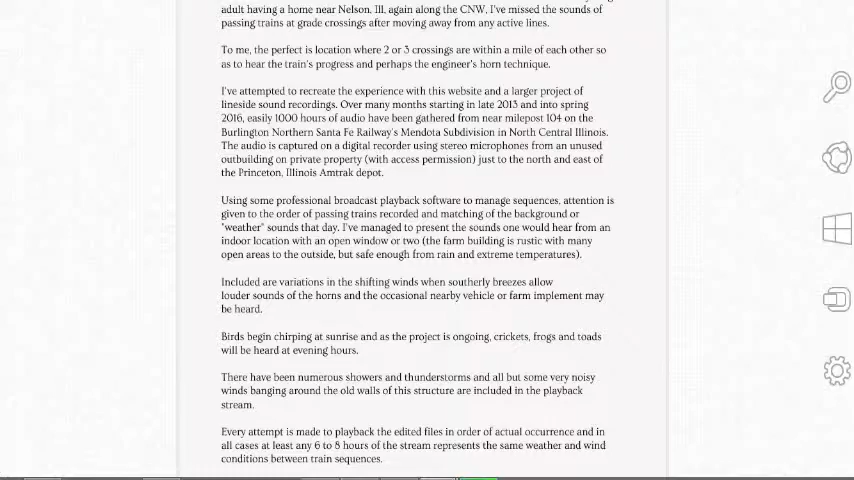 adult having a home near Nelson, Ill, again along the CNW, I've missed the sounds of
passing trains at grade crossings after moving away from any active lines.
To me, the perfect is location where 2 or 3 crossings are within a mile of each other so
as to hear the train's progress and perhaps the engineer's horn technique.
I've attempted to recreate the experience with this website and a larger project of
lineside sound recordings. Over many months starting in late 2013 and into spring
2016, easily 1000 hours of audio have been gathered from near milepost 104 on the
Burlington Northern Santa Fe Railway's Mendota Subdivision in North Central Illinois.
The audio is captured on a digital recorder using stereo microphones from an unused
outbuilding on private property (with access permission) just to the north and east of
the Princeton, Illinois Amtrak depot.
Using some professional broadcast playback software to manage sequences, attention is
given to the order of passing trains recorded and matching of the background or
"weather" sounds that day. I've managed to present the sounds one would hear from an
indoor location with an open window or two (the farm building is rustic with many
open areas to the outside, but safe enough from rain and extreme temperatures).
Included are variations in the shifting winds when southerly breezes allow
louder sounds of the horns and the occasional nearby vehicle or farm implement may
be heard.
Birds begin chirping at sunrise and as the project is ongoing, crickets, frogs and toads
will be heard at evening hours.
There have been numerous showers and thunderstorms and all but some very noisy
winds banging around the old walls of this structure are included in the playback
stream.
Every attempt is made to playback the edited files in order of actual occurrence and in
all cases at least any 6 to 8 hours of the stream represents the same weather and wind
conditions between train sequences.